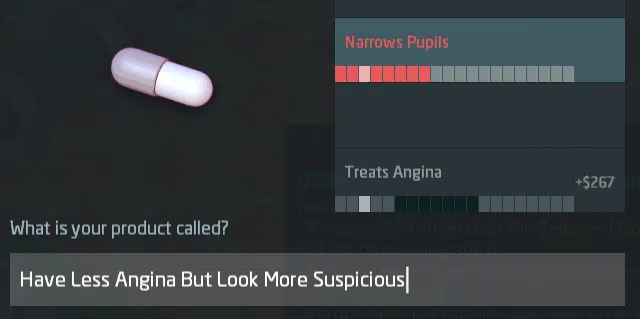 Narrows Pupils
Treats Angina
+$267
What is your product called?
Have Less Angina But Look More Suspicious